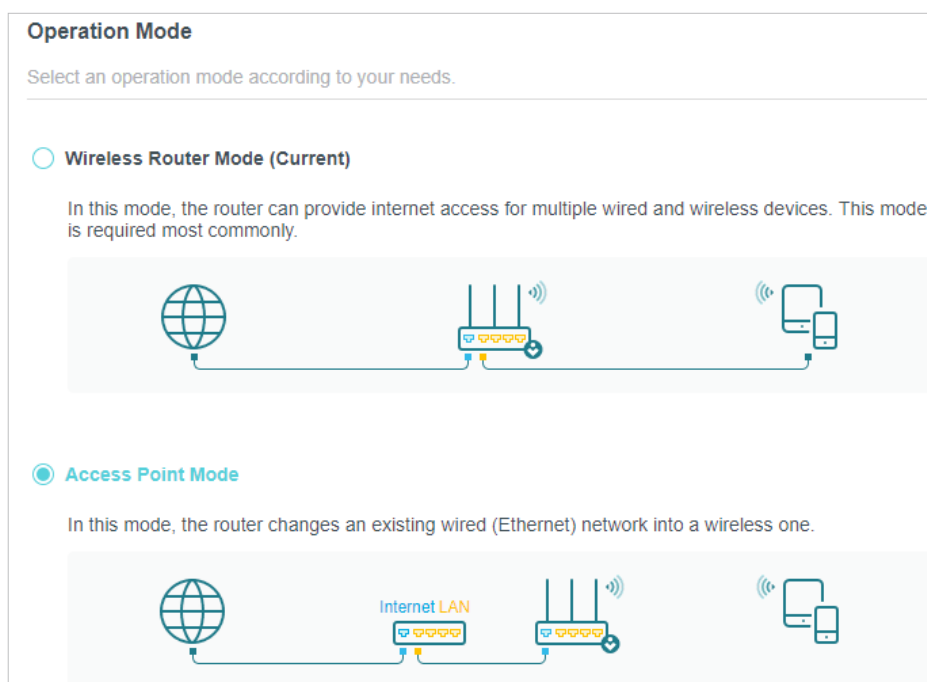 Operation Mode
Select an operation mode according to your needs.
Wireless Router Mode (Current)
In this mode, the router can provide internet access for multiple wired and wireless devices. This mode
is required most commonly.
Access Point Mode
In this mode, the router changes an existing wired (Ethernet) network into a wireless one.
Internet LAN